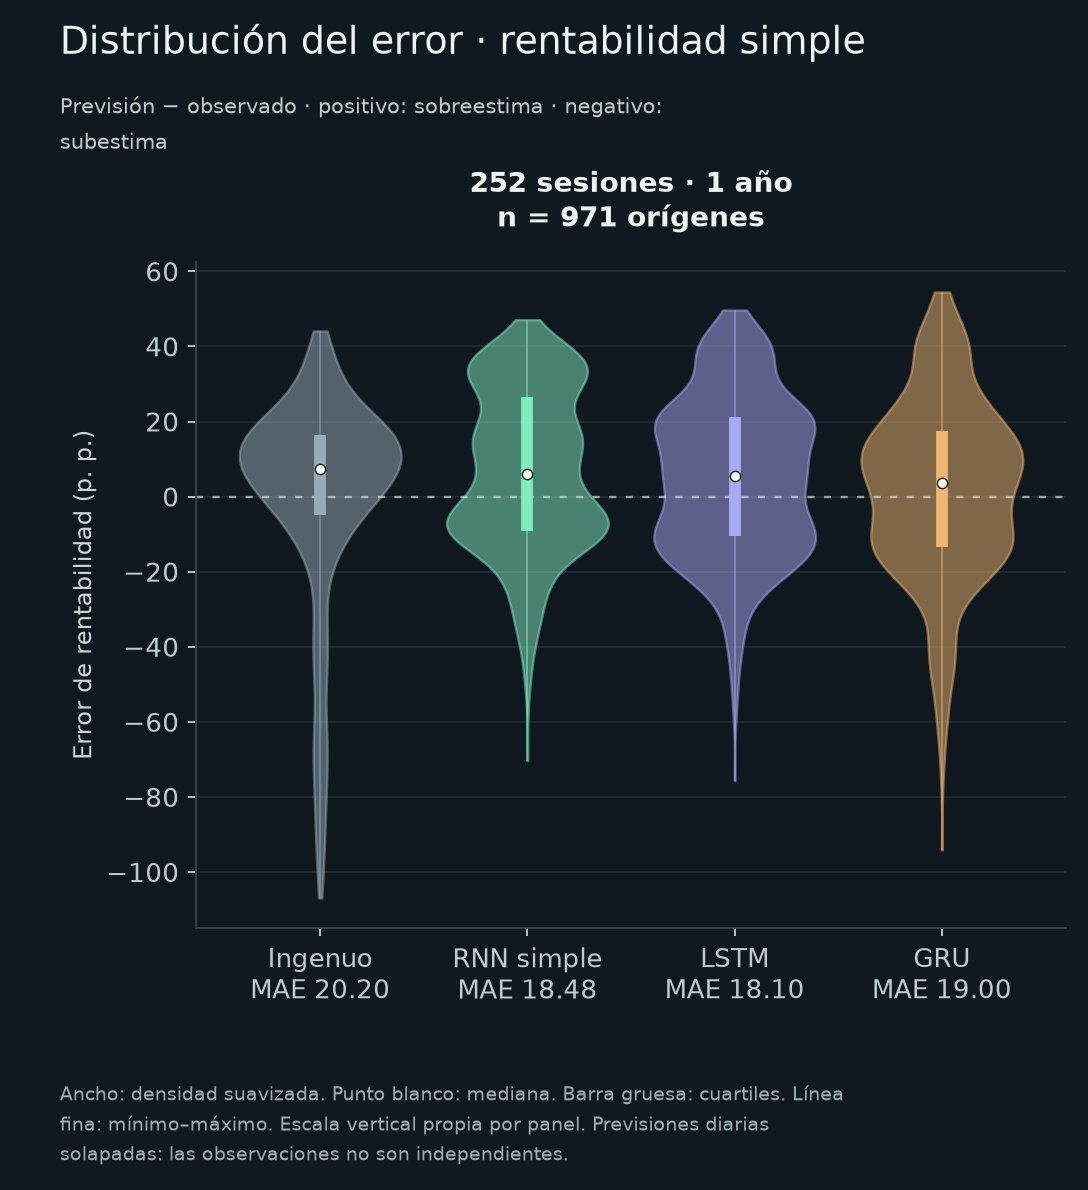 Distribución del error · rentabilidad simple
Previsión − observado · positivo: sobreestima · negativo:
subestima
252 sesiones · 1 año
n = 971 orígenes
Error de rentabilidad (p. p.)
60
40
20
0
−20
−40
−60
−80
−100
Ingenuo
MAE 20.20
RNN simple
MAE 18.48
LSTM
MAE 18.10
GRU
MAE 19.00
Ancho: densidad suavizada. Punto blanco: mediana. Barra gruesa: cuartiles. Línea
fina: mínimo–máximo. Escala vertical propia por panel. Previsiones diarias
solapadas: las observaciones no son independientes.